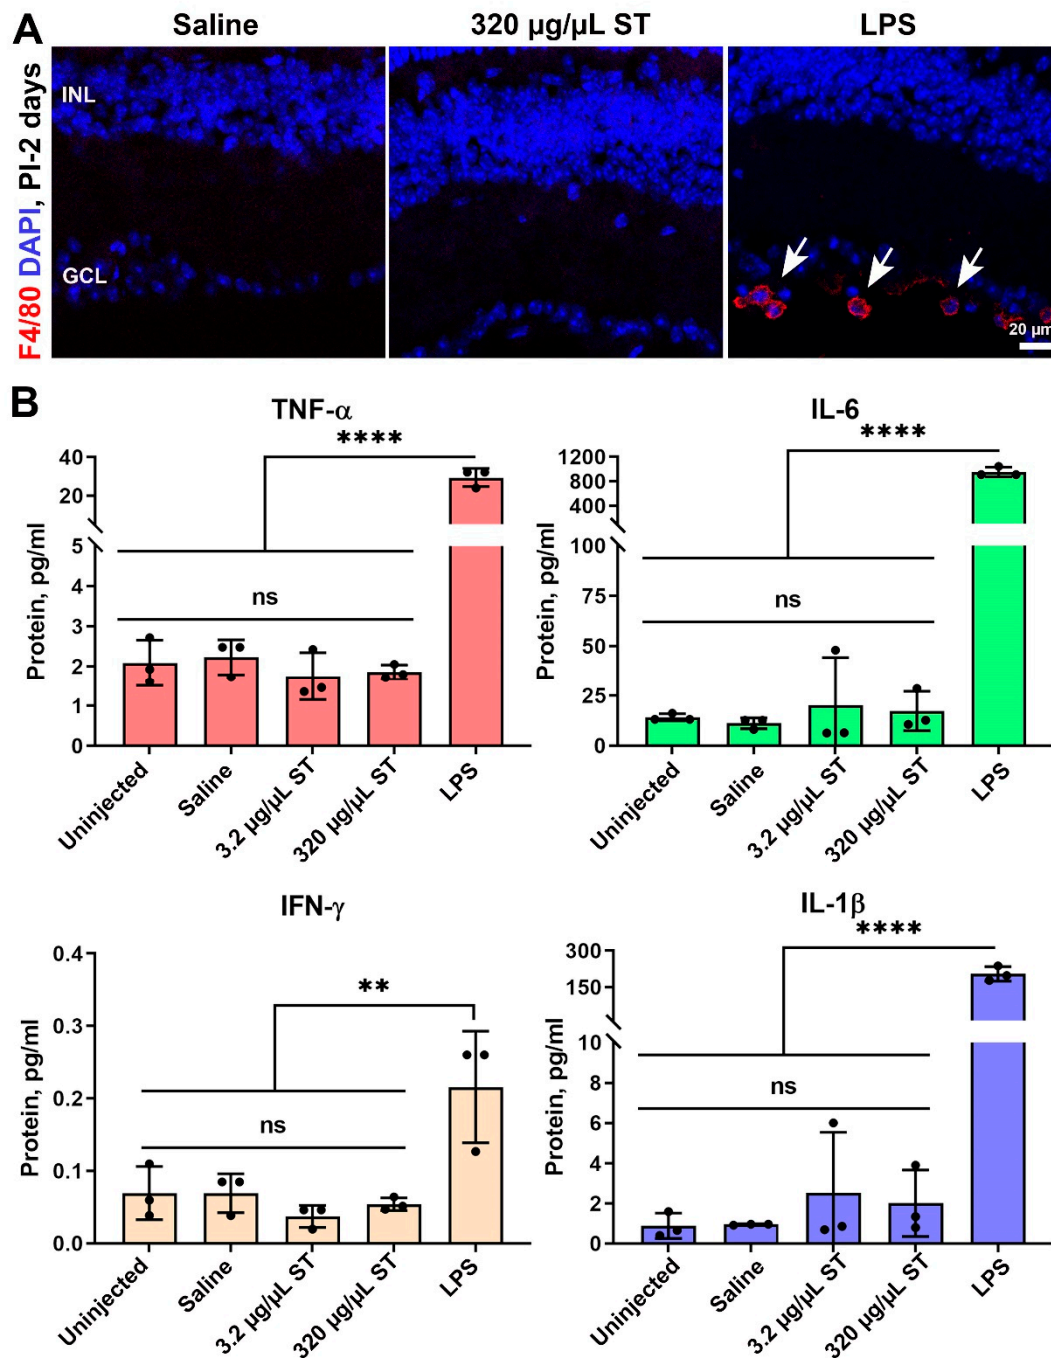 A
Saline
320 µg/µL ST
LPS
F4/80 DAPI, PI-2 days
INL
GCL
20 µm
B
TNF-α
****
Protein, pg/ml
40
20
5
4
3
2
1
0
ns
Uninjected
Saline
3.2 µg/µL ST
320 µg/µL ST
LPS
IL-6
****
Protein, pg/ml
1200
800
400
100
75
50
25
0
ns
Uninjected
Saline
3.2 µg/µL ST
320 µg/µL ST
LPS
IFN-γ
**
Protein, pg/ml
0.4
0.3
0.2
0.1
0.0
ns
Uninjected
Saline
3.2 µg/µL ST
320 µg/µL ST
LPS
IL-1β
****
Protein, pg/ml
300
150
10
8
6
4
2
0
ns
Uninjected
Saline
3.2 µg/µL ST
320 µg/µL ST
LPS